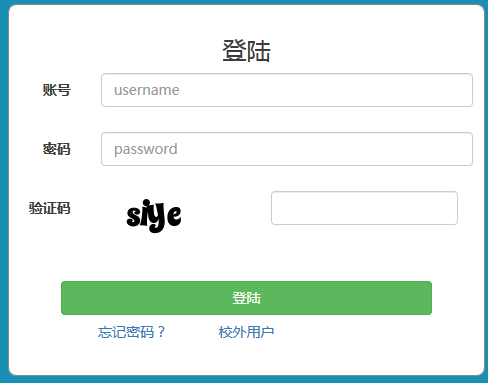 登陆
账号 username
密码 password
验证码 siye
登陆
忘记密码？ 校外用户